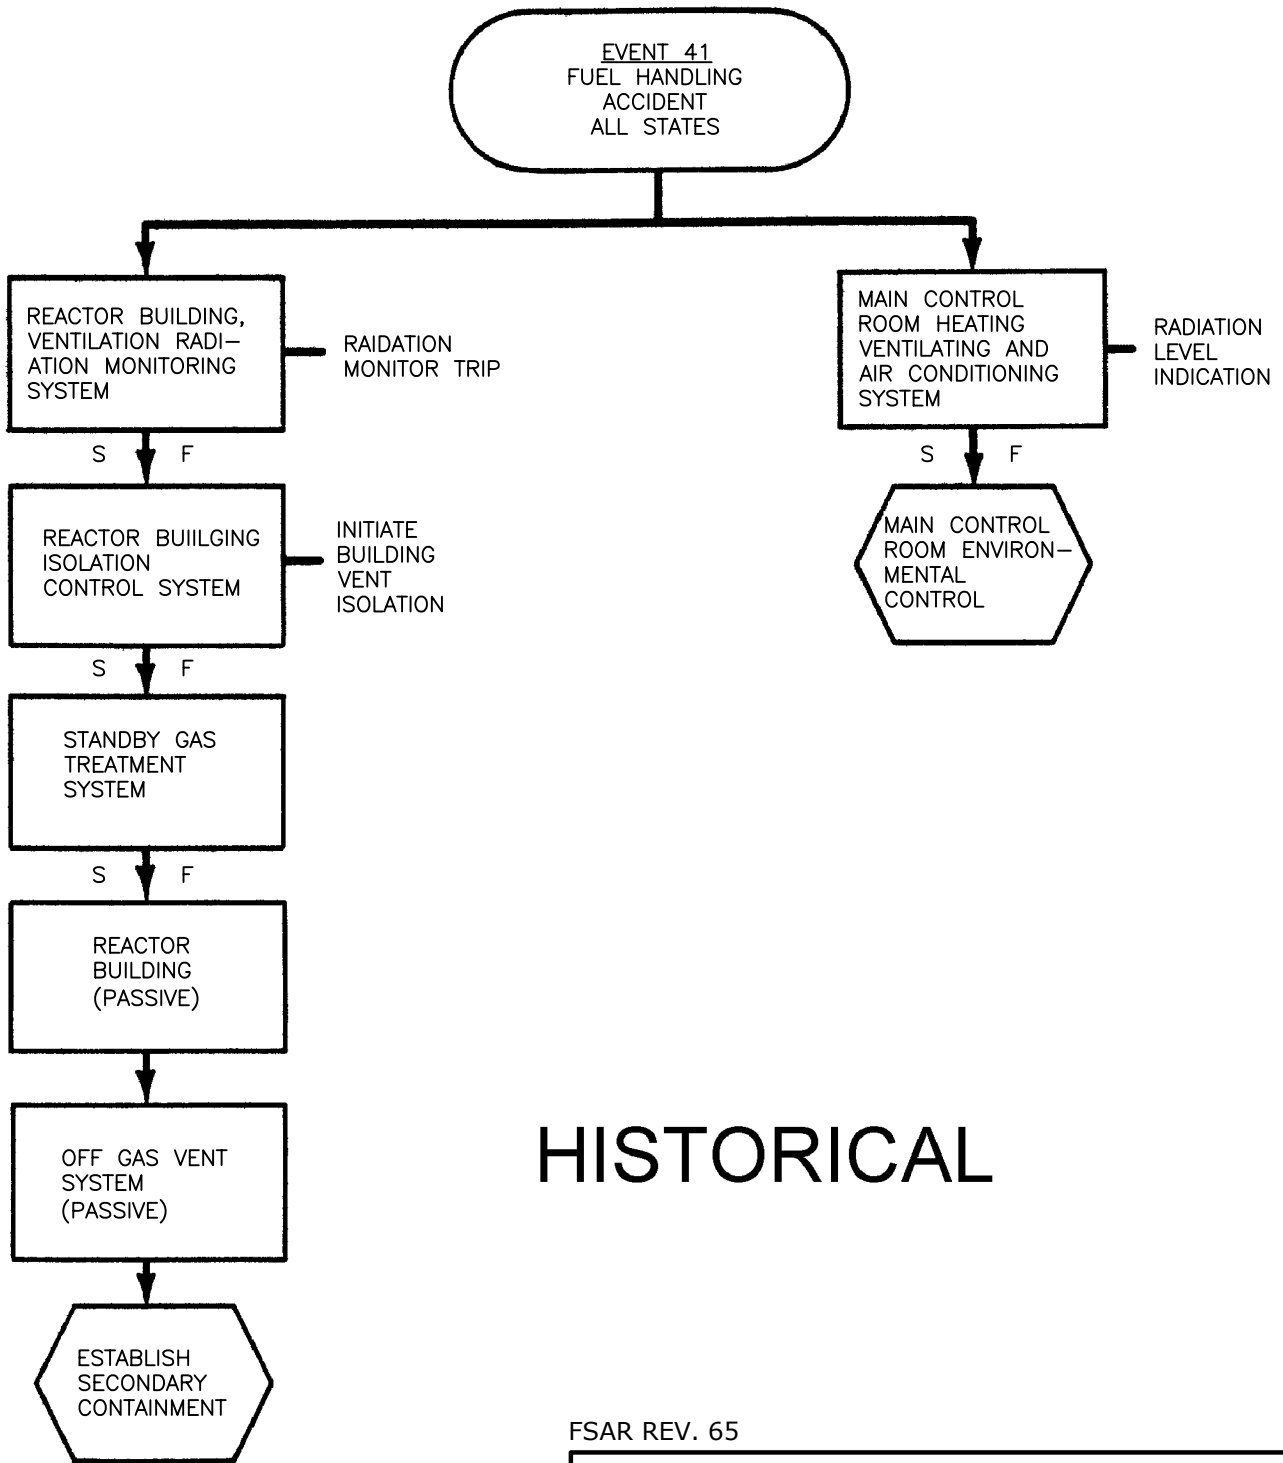 EVENT 41
FUEL HANDLING
ACCIDENT
ALL STATES
REACTOR BUILDING,
VENTILATION RADI-
ATION MONITORING
SYSTEM
RAIDATION
MONITOR TRIP
MAIN CONTROL
ROOM HEATING
VENTILATING AND
AIR CONDITIONING
SYSTEM
RADIATION
LEVEL
INDICATION
S F
S F
REACTOR BUIILGING
ISOLATION
CONTROL SYSTEM
INITIATE
BUILDING
VENT
ISOLATION
MAIN CONTROL
ROOM ENVIRON-
MENTAL
CONTROL
S F
STANDBY GAS
TREATMENT
SYSTEM
S F
REACTOR
BUILDING
(PASSIVE)
OFF GAS VENT
SYSTEM
(PASSIVE)
HISTORICAL
ESTABLISH
SECONDARY
CONTAINMENT
FSAR REV. 65